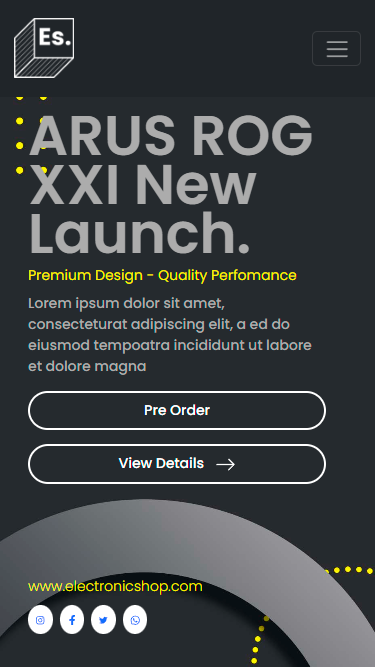 Es.
ARUS ROG
XXI New
Launch.
Premium Design - Quality Perfomance
Lorem ipsum dolor sit amet,
consecteturat adipiscing elit, a ed do
eiusmod tempoatra incididunt ut labore
et dolore magna
Pre Order
View Details
www.electronicshop.com